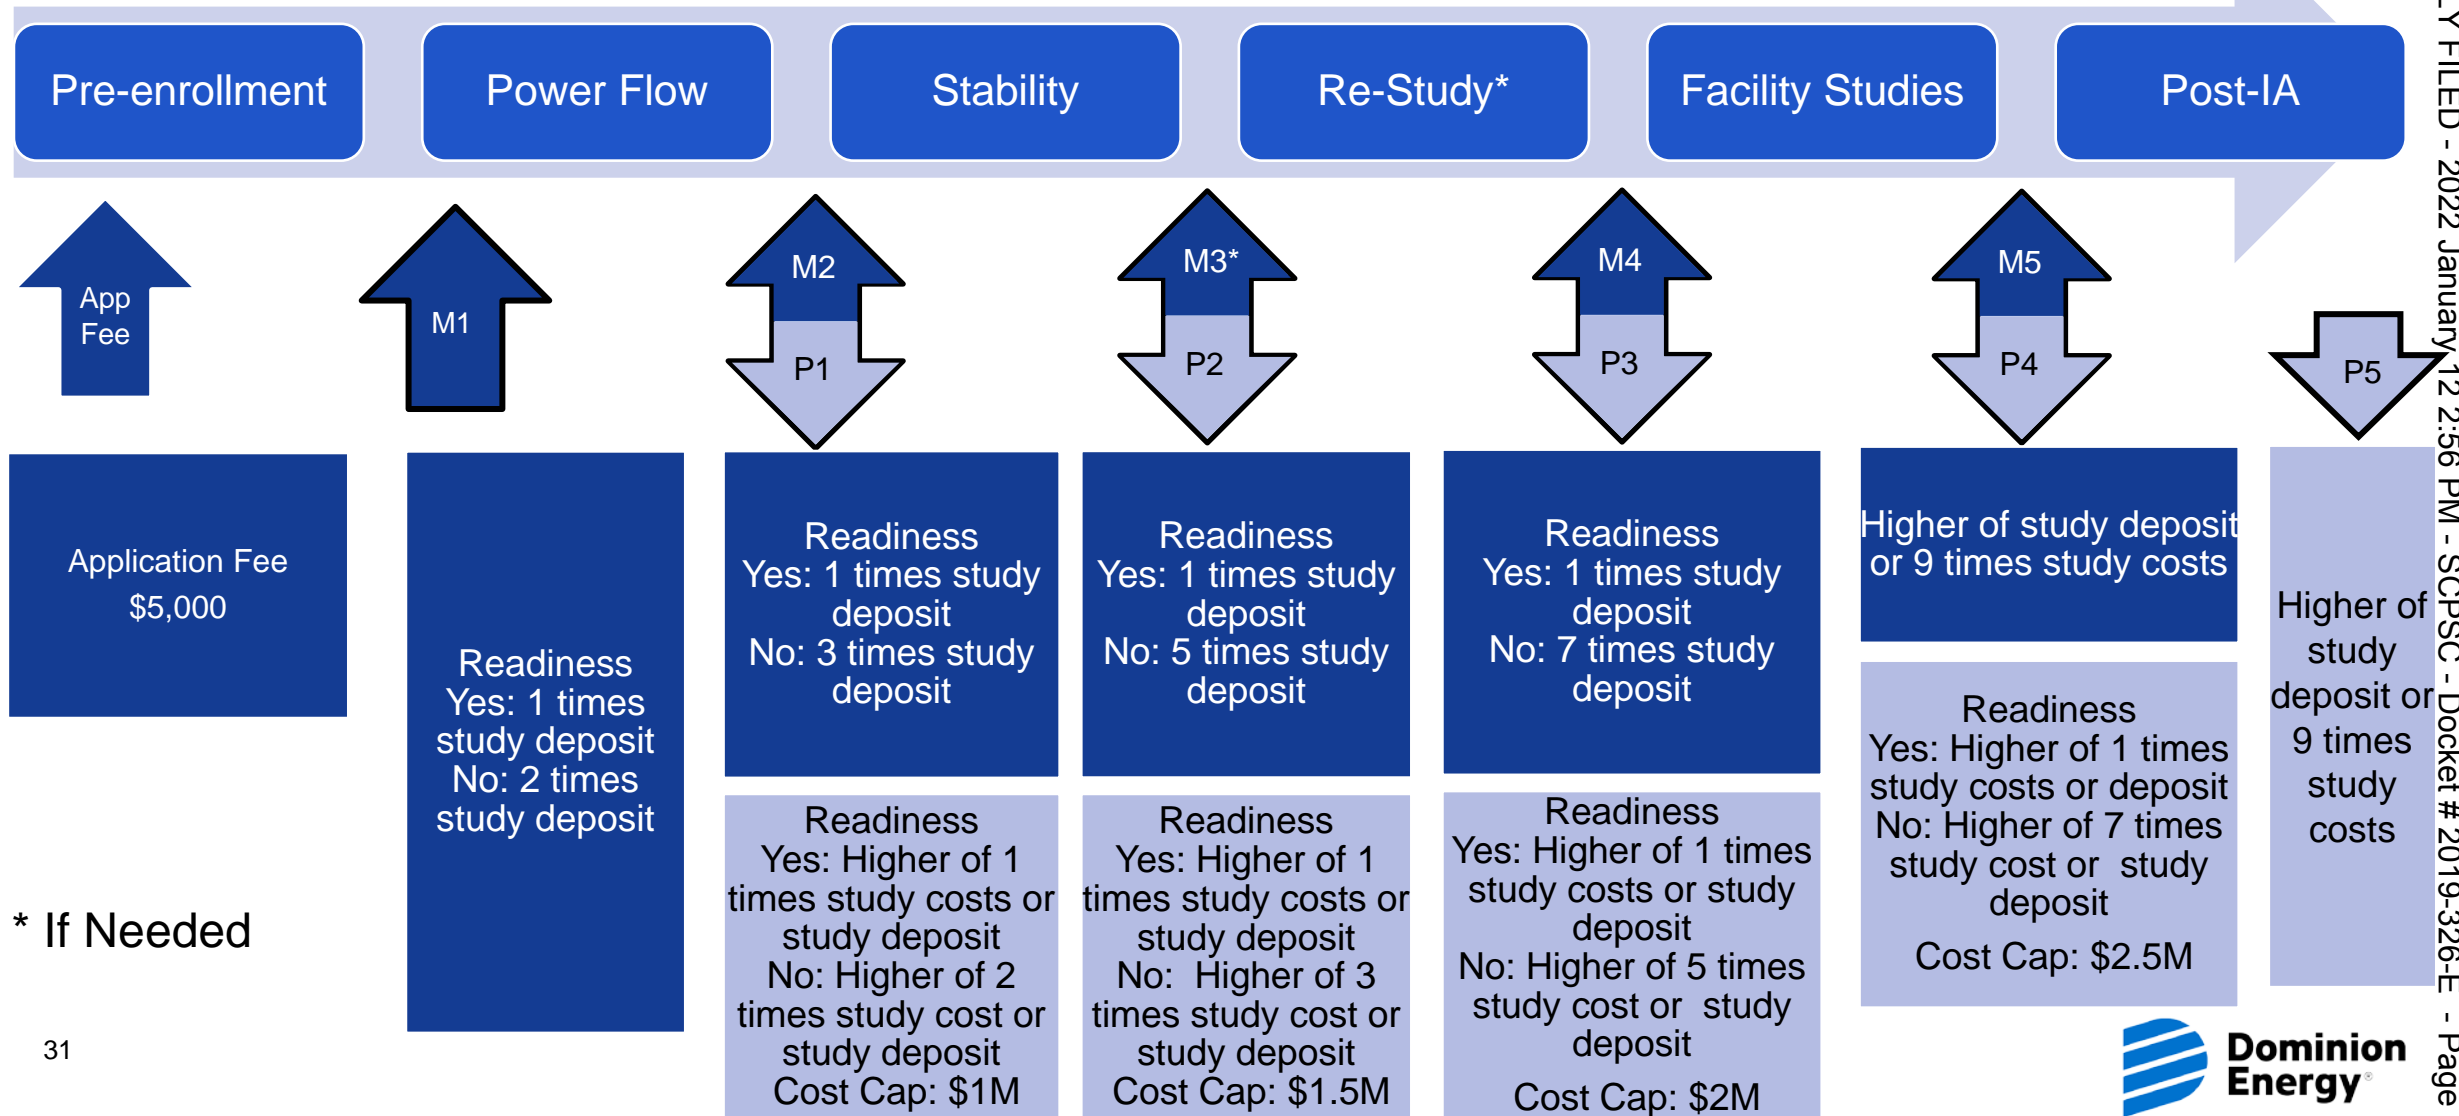 Pre-enrollment
Power Flow
Stability
Re-Study*
Facility Studies
Post-IA
App
Fee
M1
M2
P1
M3*
P2
M4
P3
M5
P4
P5
Application Fee
$5,000
Readiness
Yes: 1 times
study deposit
No: 2 times
study deposit
Readiness
Yes: 1 times study
deposit
No: 3 times study
deposit
Readiness
Yes: Higher of 1
times study costs or
study deposit
No: Higher of 2
times study cost or
study deposit
Cost Cap: $1M
Readiness
Yes: 1 times study
deposit
No: 5 times study
deposit
Readiness
Yes: Higher of 1
times study costs or
study deposit
No: Higher of 3
times study cost or
study deposit
Cost Cap: $1.5M
Readiness
Yes: 1 times study
deposit
No: 7 times study
deposit
Readiness
Yes: Higher of 1 times
study costs or study
deposit
No: Higher of 5 times
study cost or study
deposit
Cost Cap: $2M
Higher of study deposit
or 9 times study costs
Readiness
Yes: Higher of 1 times
study costs or deposit
No: Higher of 7 times
study cost or study
deposit
Cost Cap: $2.5M
Higher of
study
deposit or
9 times
study
costs
* If Needed
31
Dominion
Energy®
LY FILED - 2022 January 12 2:56 PM - SCPSC - Docket # 2019-326-E - Page